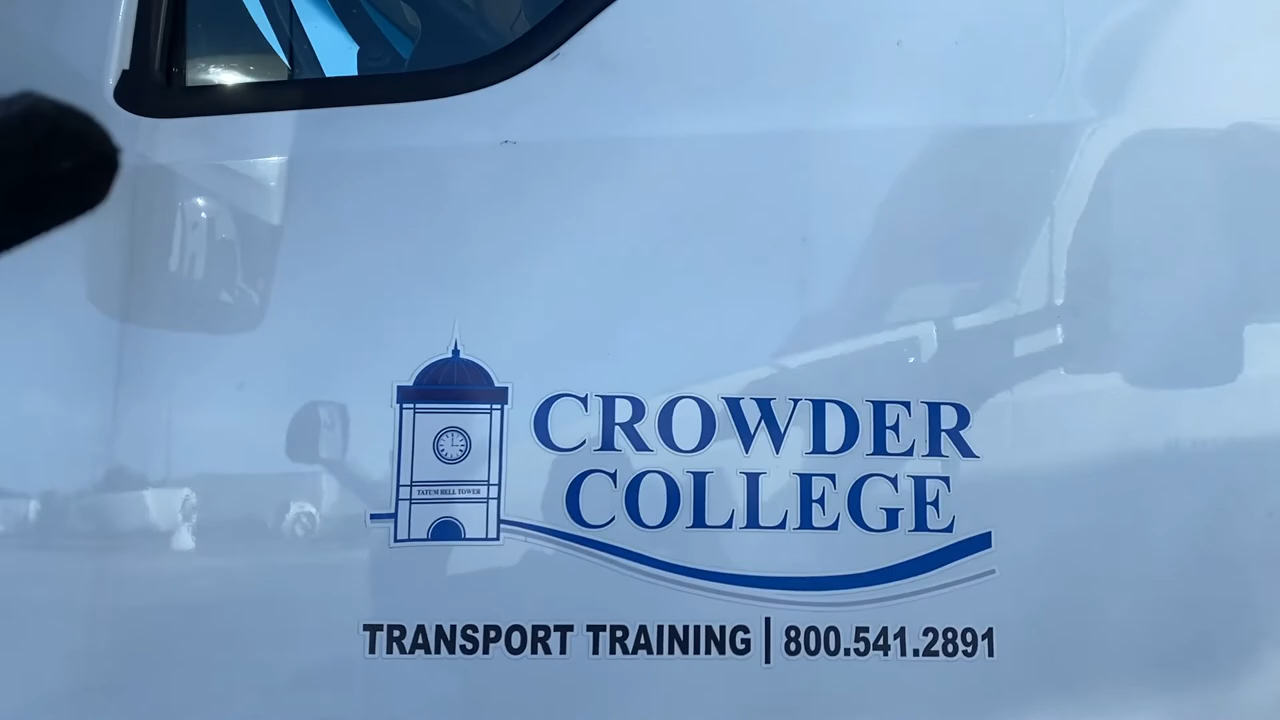 CROWDER
COLLEGE
TATUM BELL TOWER
TRANSPORT TRAINING | 800.541.2891